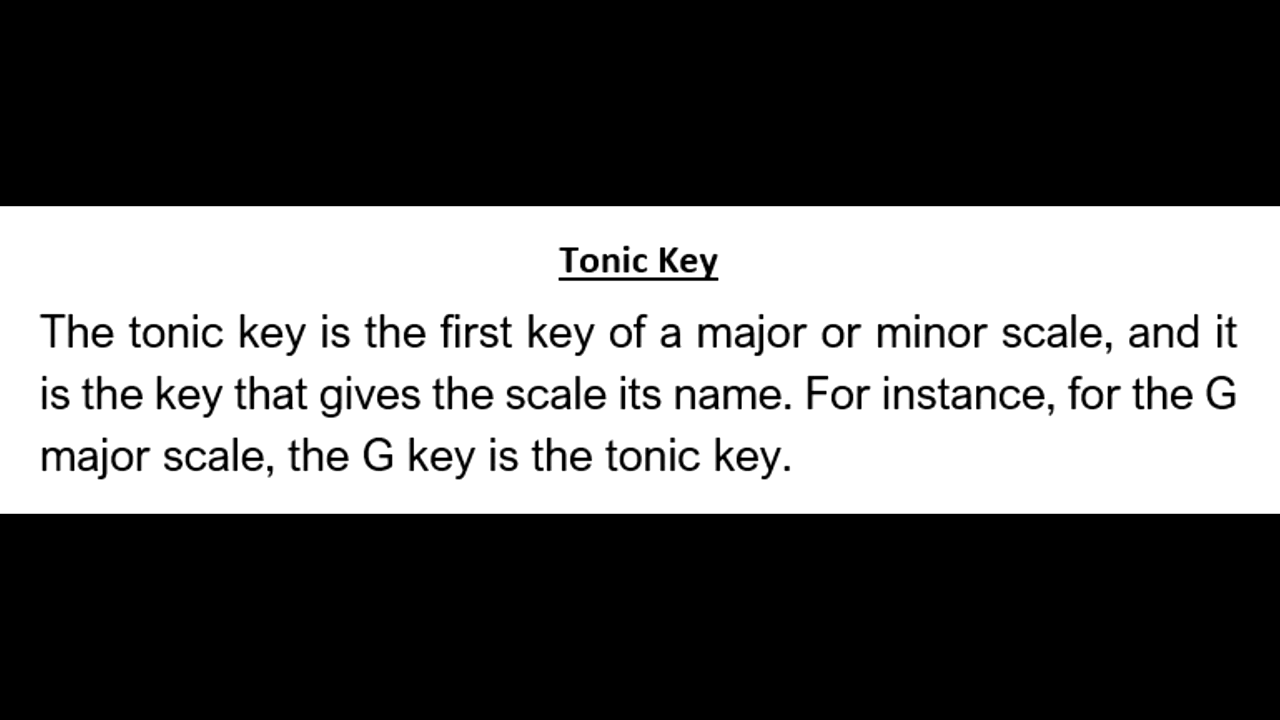 Tonic Key
The tonic key is the first key of a major or minor scale, and it
is the key that gives the scale its name. For instance, for the G
major scale, the G key is the tonic key.